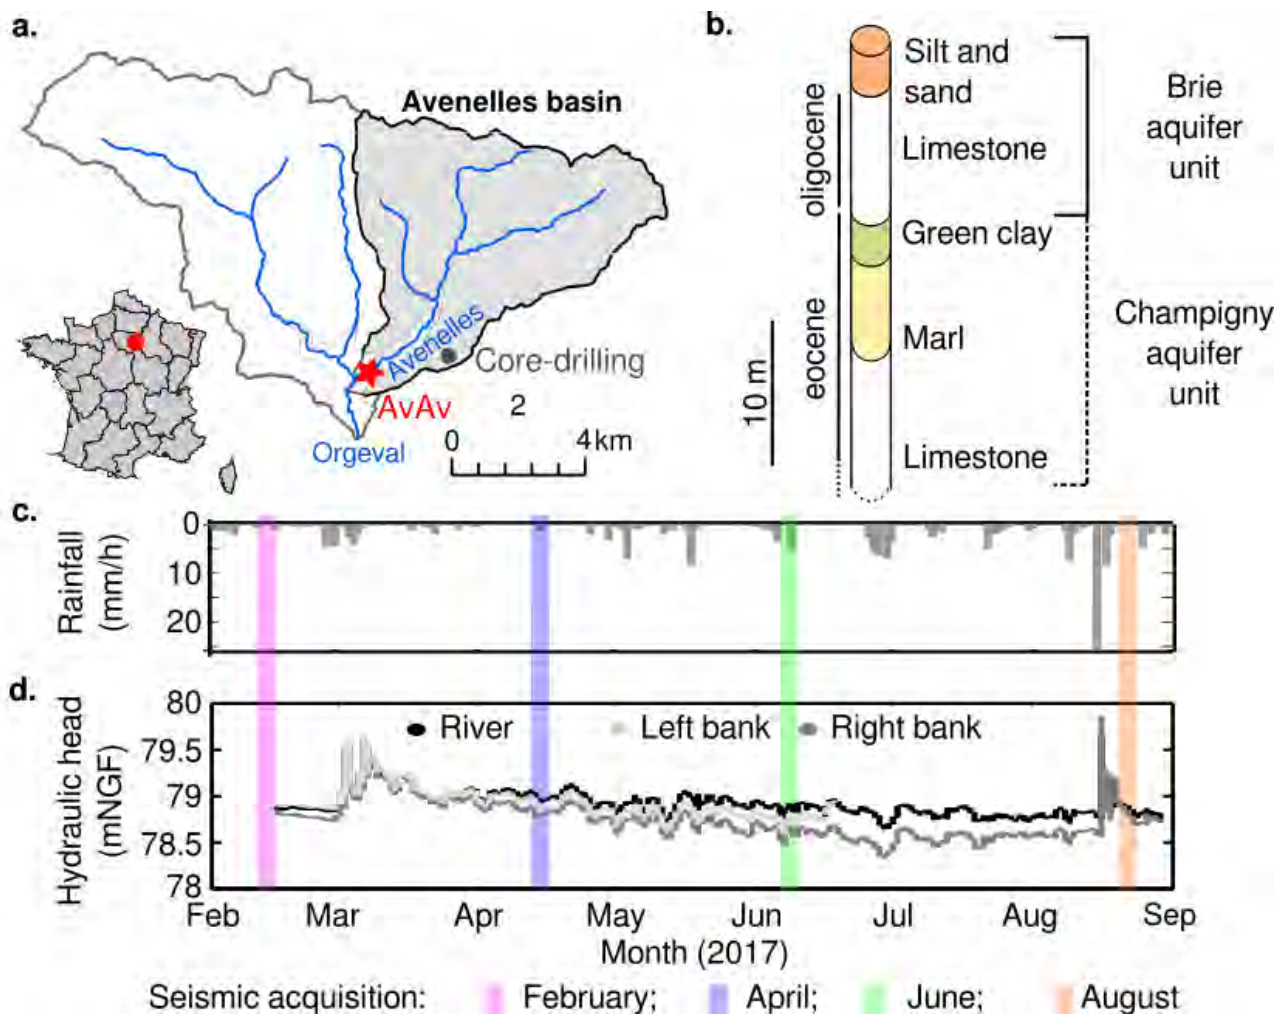 a.
Avenelles basin
Avenelles
Core-drilling
AvAv
Orgeval
2
0
4 km
b.
Silt and
sand
Limestone
Green clay
Marl
Limestone
oligocene
eocene
10 m
Brie
aquifer
unit
Champigny
aquifer
unit
c.
Rainfall
(mm/h)
0
10
20
d.
Hydraulic head
(mNGF)
80
79.5
79
78.5
78
River Left bank Right bank
Feb Mar Apr May Jun Jul Aug Sep
Month (2017)
Seismic acquisition: February; April; June; August